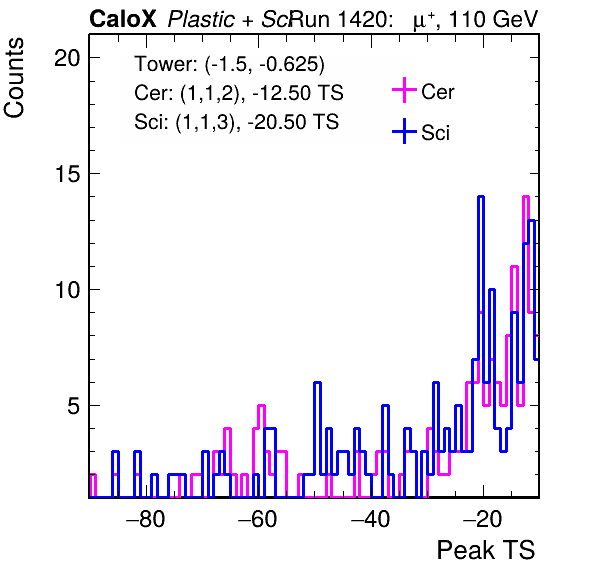 CaloX Plastic + SciRun 1420: μ⁺, 110 GeV
Counts
Tower: (-1.5, -0.625)
Cer: (1,1,2), -12.50 TS
Sci: (1,1,3), -20.50 TS
Cer
Sci
20
15
10
5
−80 −60 −40 −20
Peak TS